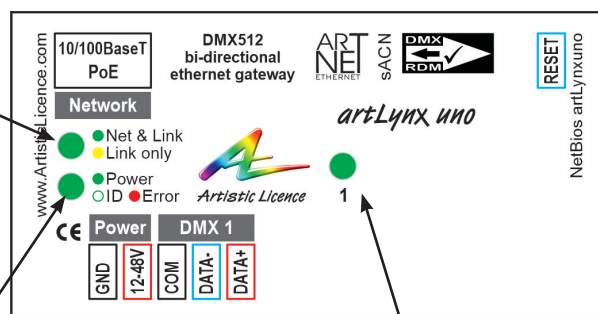 10/100BaseT
PoE
DMX512
bi-directional
ethernet gateway
ART
NET
ETHERNET
sACN
DMX
RDM
RESET
NetBios artLynxuno
www.ArtisticLicence.com
Network
artLynx uno
Net & Link
Link only
Power
ID Error
Artistic Licence
1
CE
Power
DMX 1
GND
12-48V
COM
DATA-
DATA+